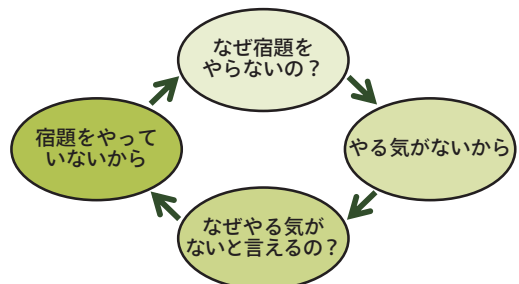 なぜ宿題を
やらないの？
やる気がないから
なぜやる気が
ないと言えるの？
宿題をやって
いないから